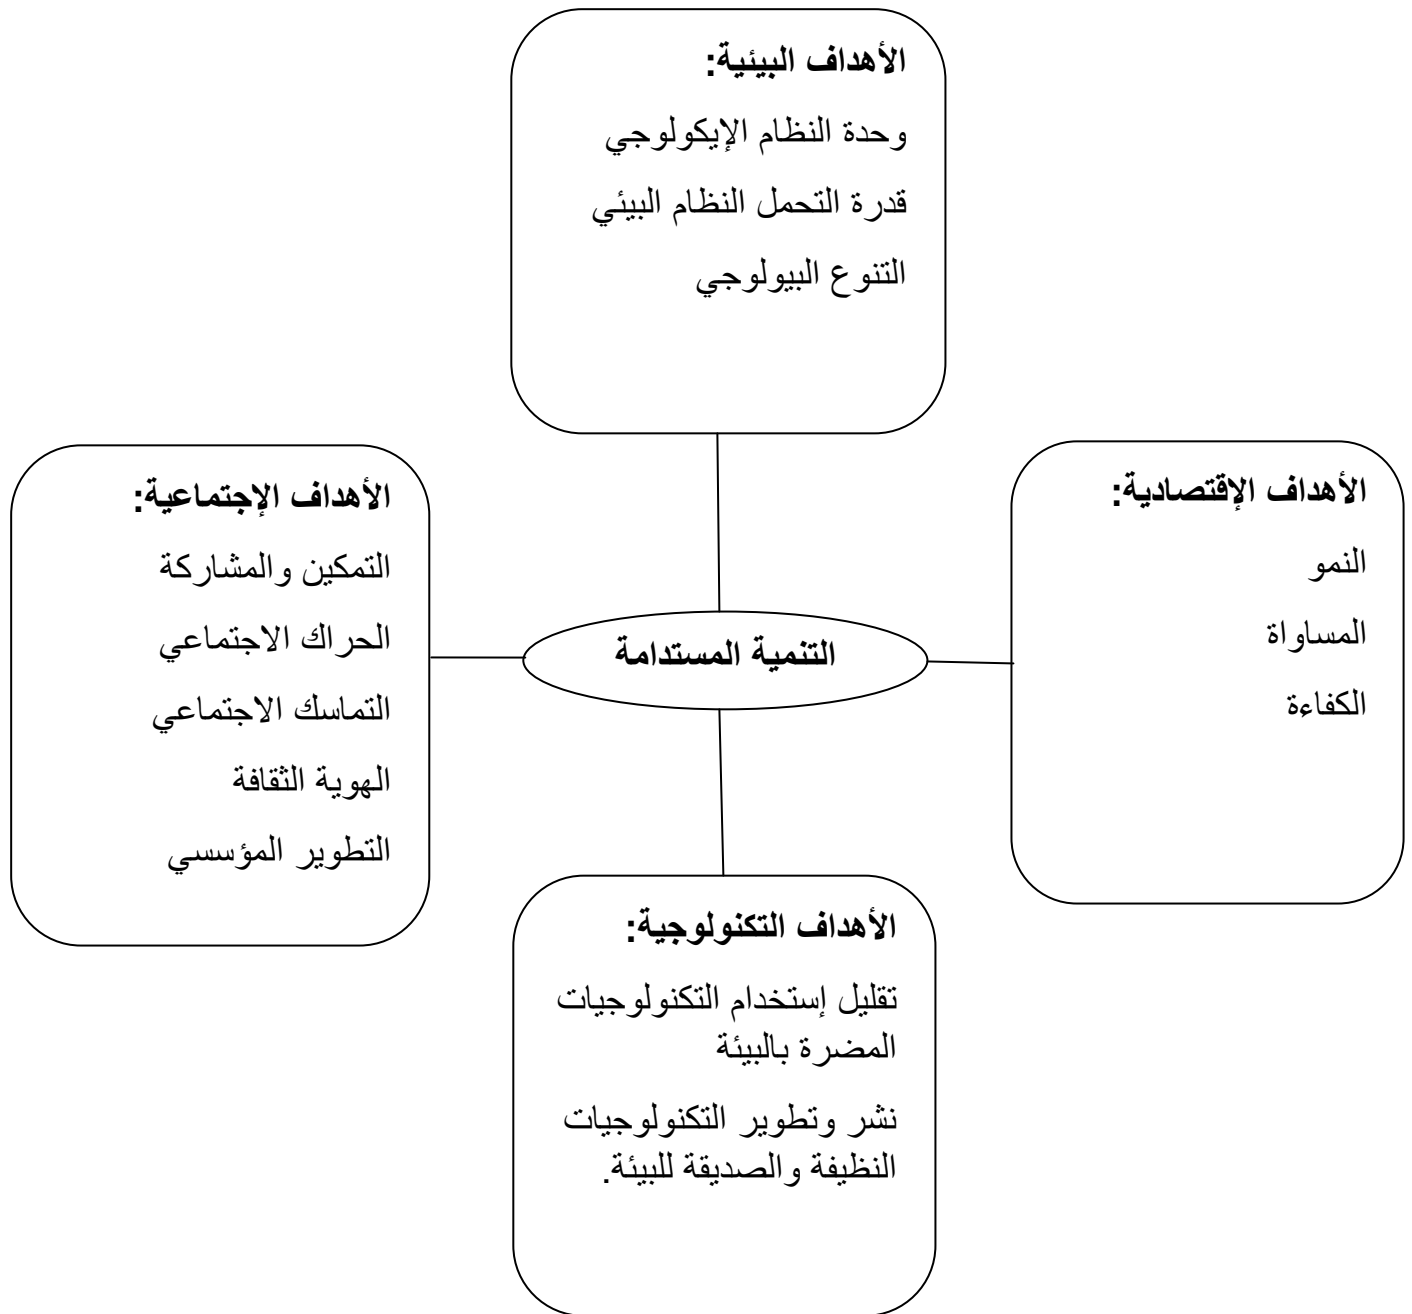 الأهداف البيئية:
وحدة النظام الإيكولوجي
قدرة التحمل النظام البيئي
التنوع البيولوجي
الأهداف الإقتصادية:
النمو
المساواة
الكفاءة
التنمية المستدامة
الأهداف الإجتماعية:
التمكين والمشاركة
الحراك الاجتماعي
التماسك الاجتماعي
الهوية الثقافة
التطوير المؤسسي
الأهداف التكنولوجية:
تقليل إستخدام التكنولوجيات
المضرة بالبيئة
نشر وتطوير التكنولوجيات
النظيفة والصديقة للبيئة.